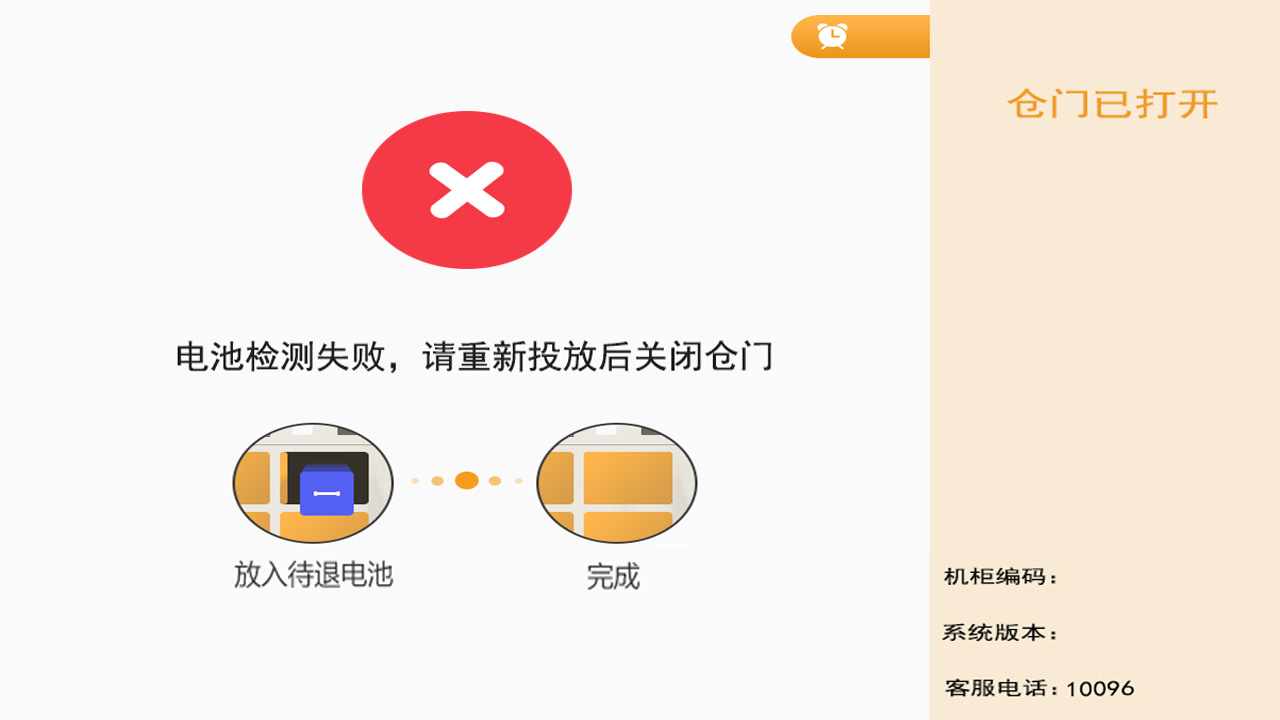 仓门已打开
电池检测失败，请重新投放后关闭仓门
放入待退电池
完成
机柜编码：
系统版本：
客服电话：10096